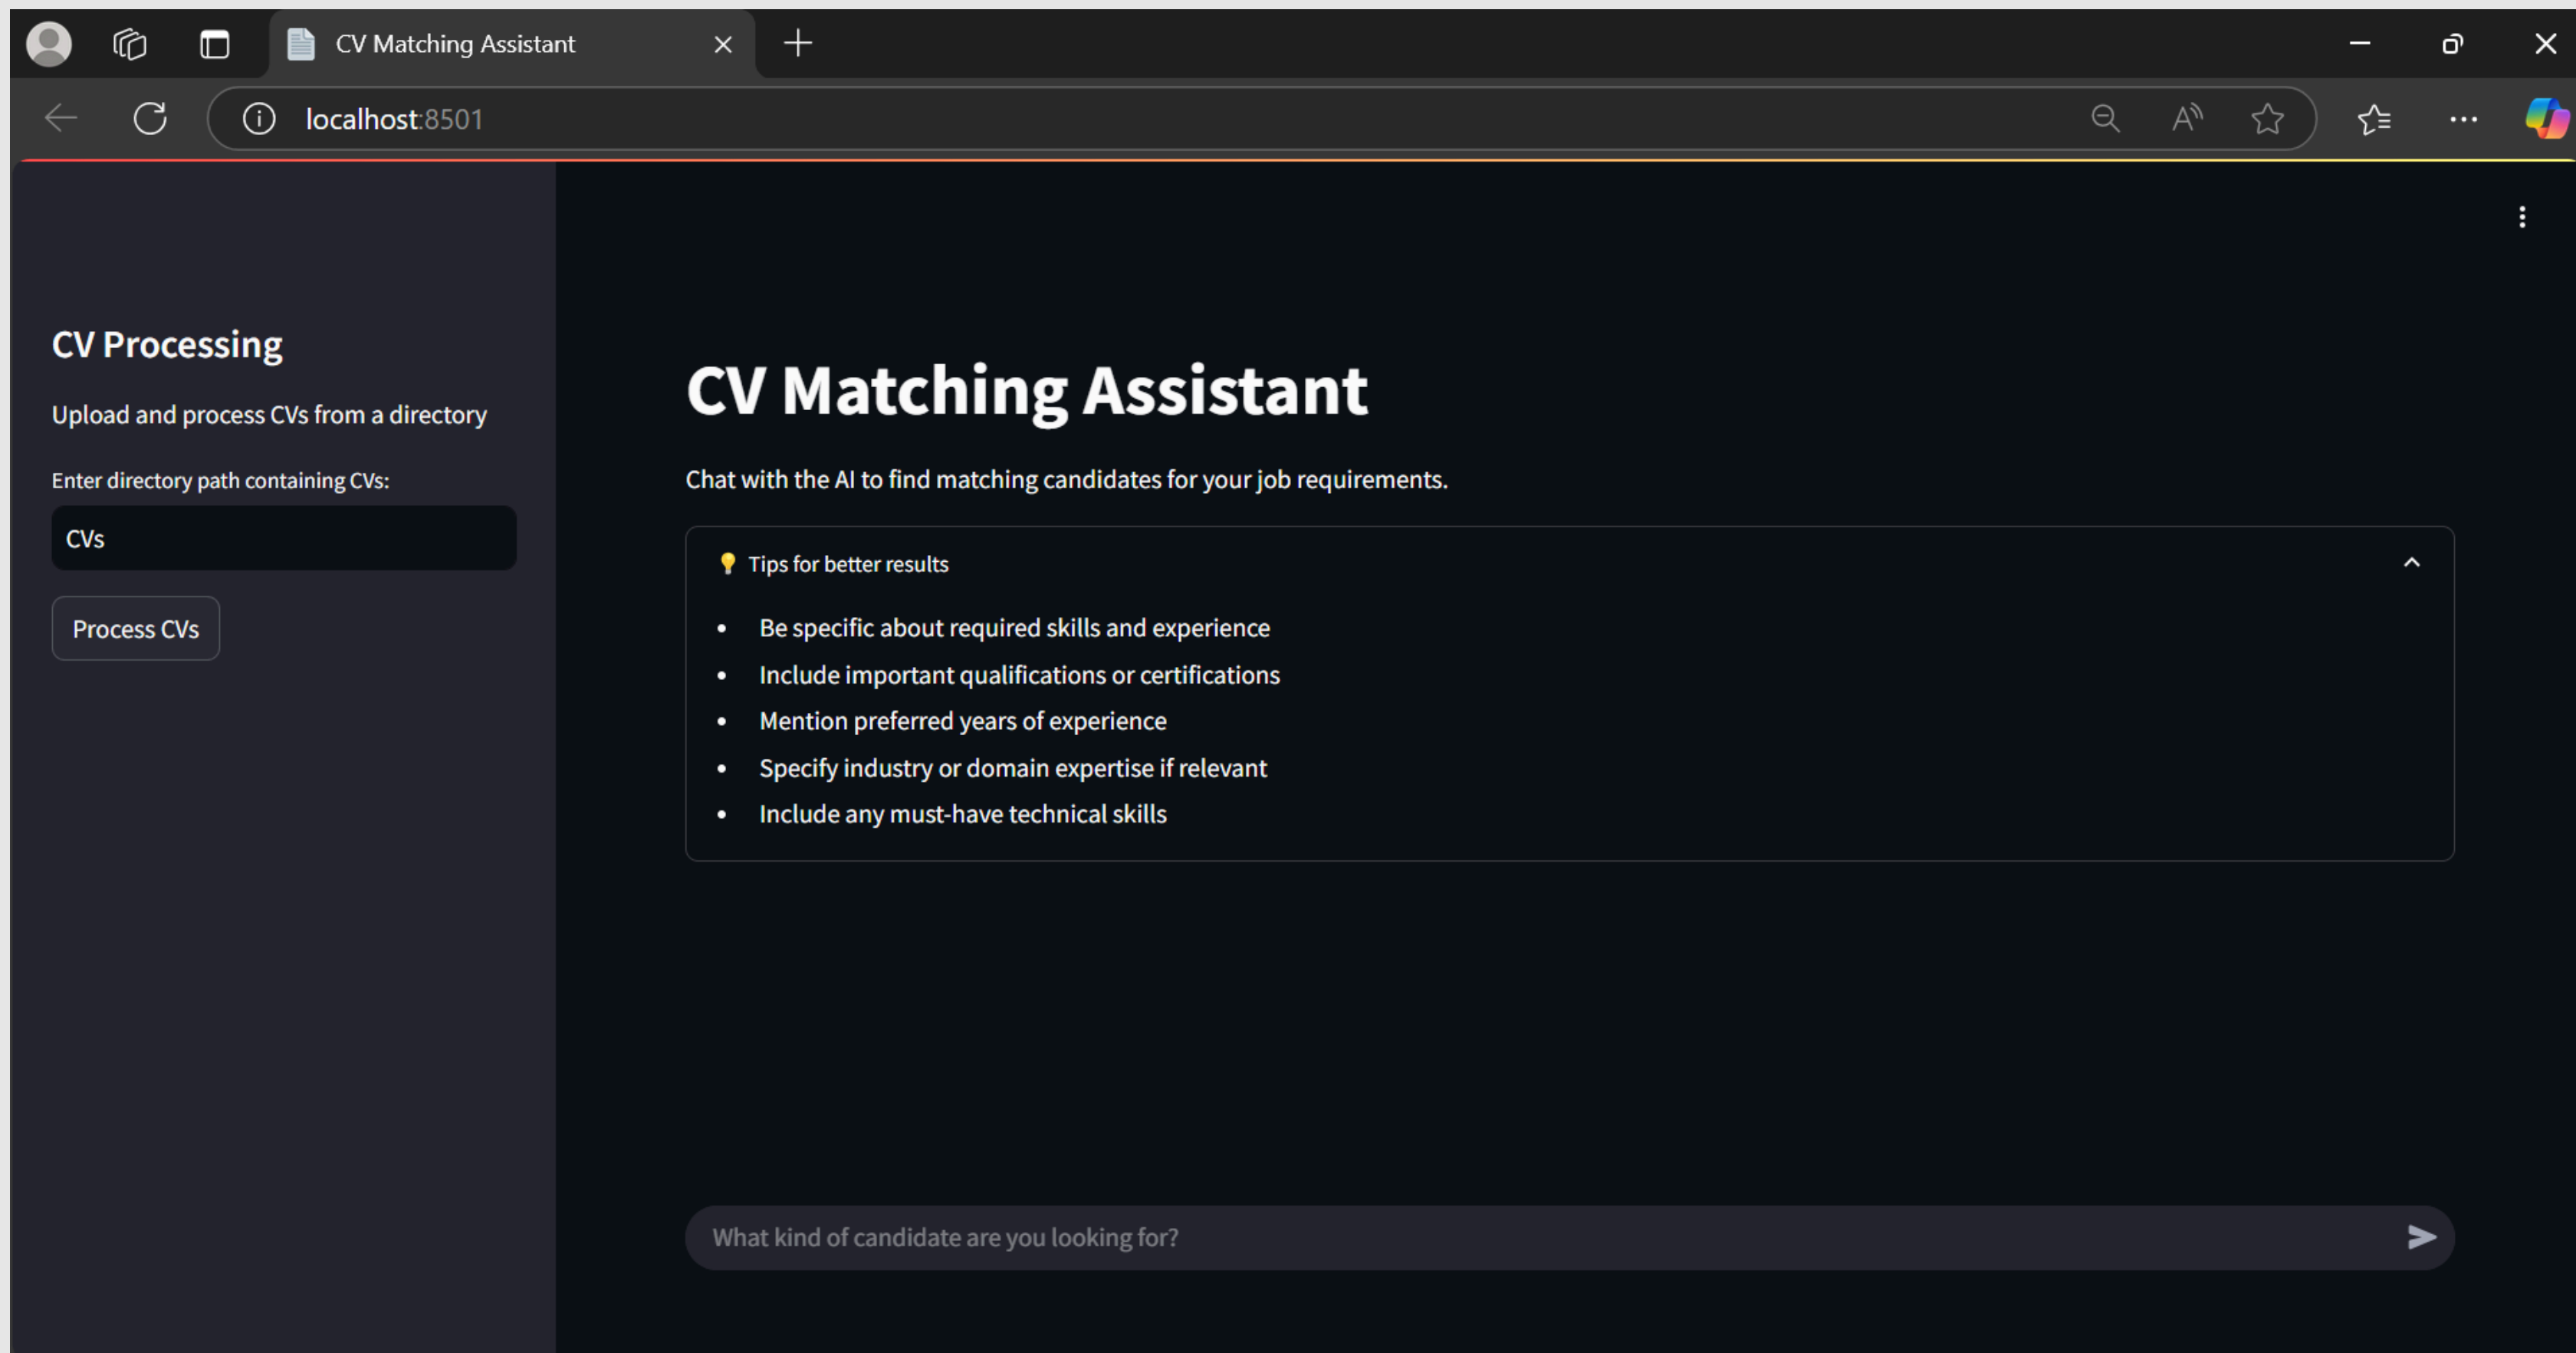 CV Matching Assistant
localhost:8501
CV Processing
Upload and process CVs from a directory
Enter directory path containing CVs:
CVs
Process CVs
CV Matching Assistant
Chat with the AI to find matching candidates for your job requirements.
Tips for better results
Be specific about required skills and experience
Include important qualifications or certifications
Mention preferred years of experience
Specify industry or domain expertise if relevant
Include any must-have technical skills
What kind of candidate are you looking for?